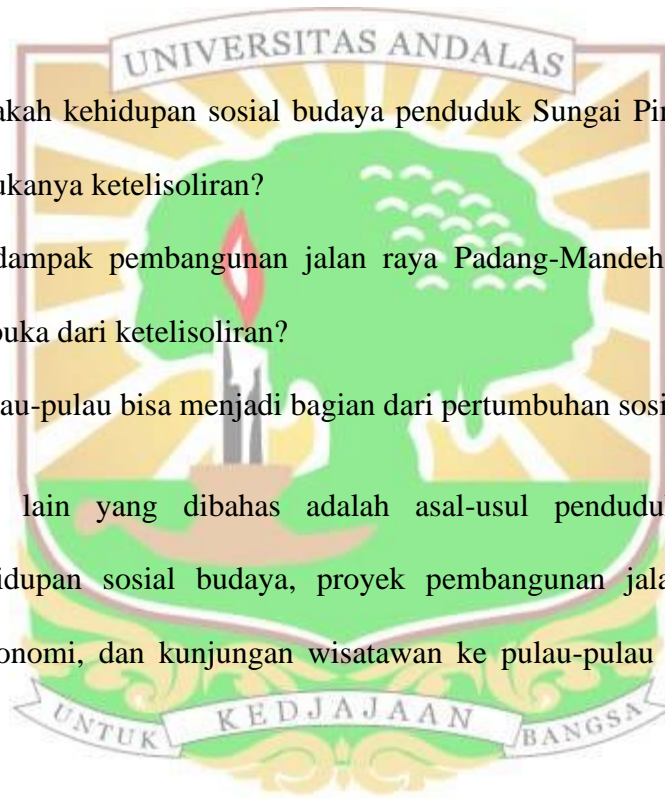 UNIVERSITAS ANDALAS
akah kehidupan sosial budaya penduduk Sungai Pin
ukanya ketelisoliran?
dampak pembangunan jalan raya Padang-Mandeh
buka dari ketelisoliran?
au-pulau bisa menjadi bagian dari pertumbuhan sosi
lain yang dibahas adalah asal-usul pendudu
idupan sosial budaya, proyek pembangunan jala
onomi, dan kunjungan wisatawan ke pulau-pulau
UNTUK KEDJAJAAN BANGSA